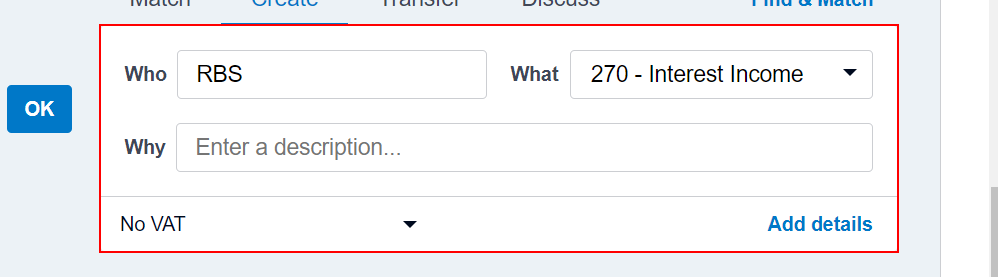 Match Create Transfer Discuss Find & Match
Who RBS What 270 - Interest Income
OK
Why Enter a description...
No VAT Add details